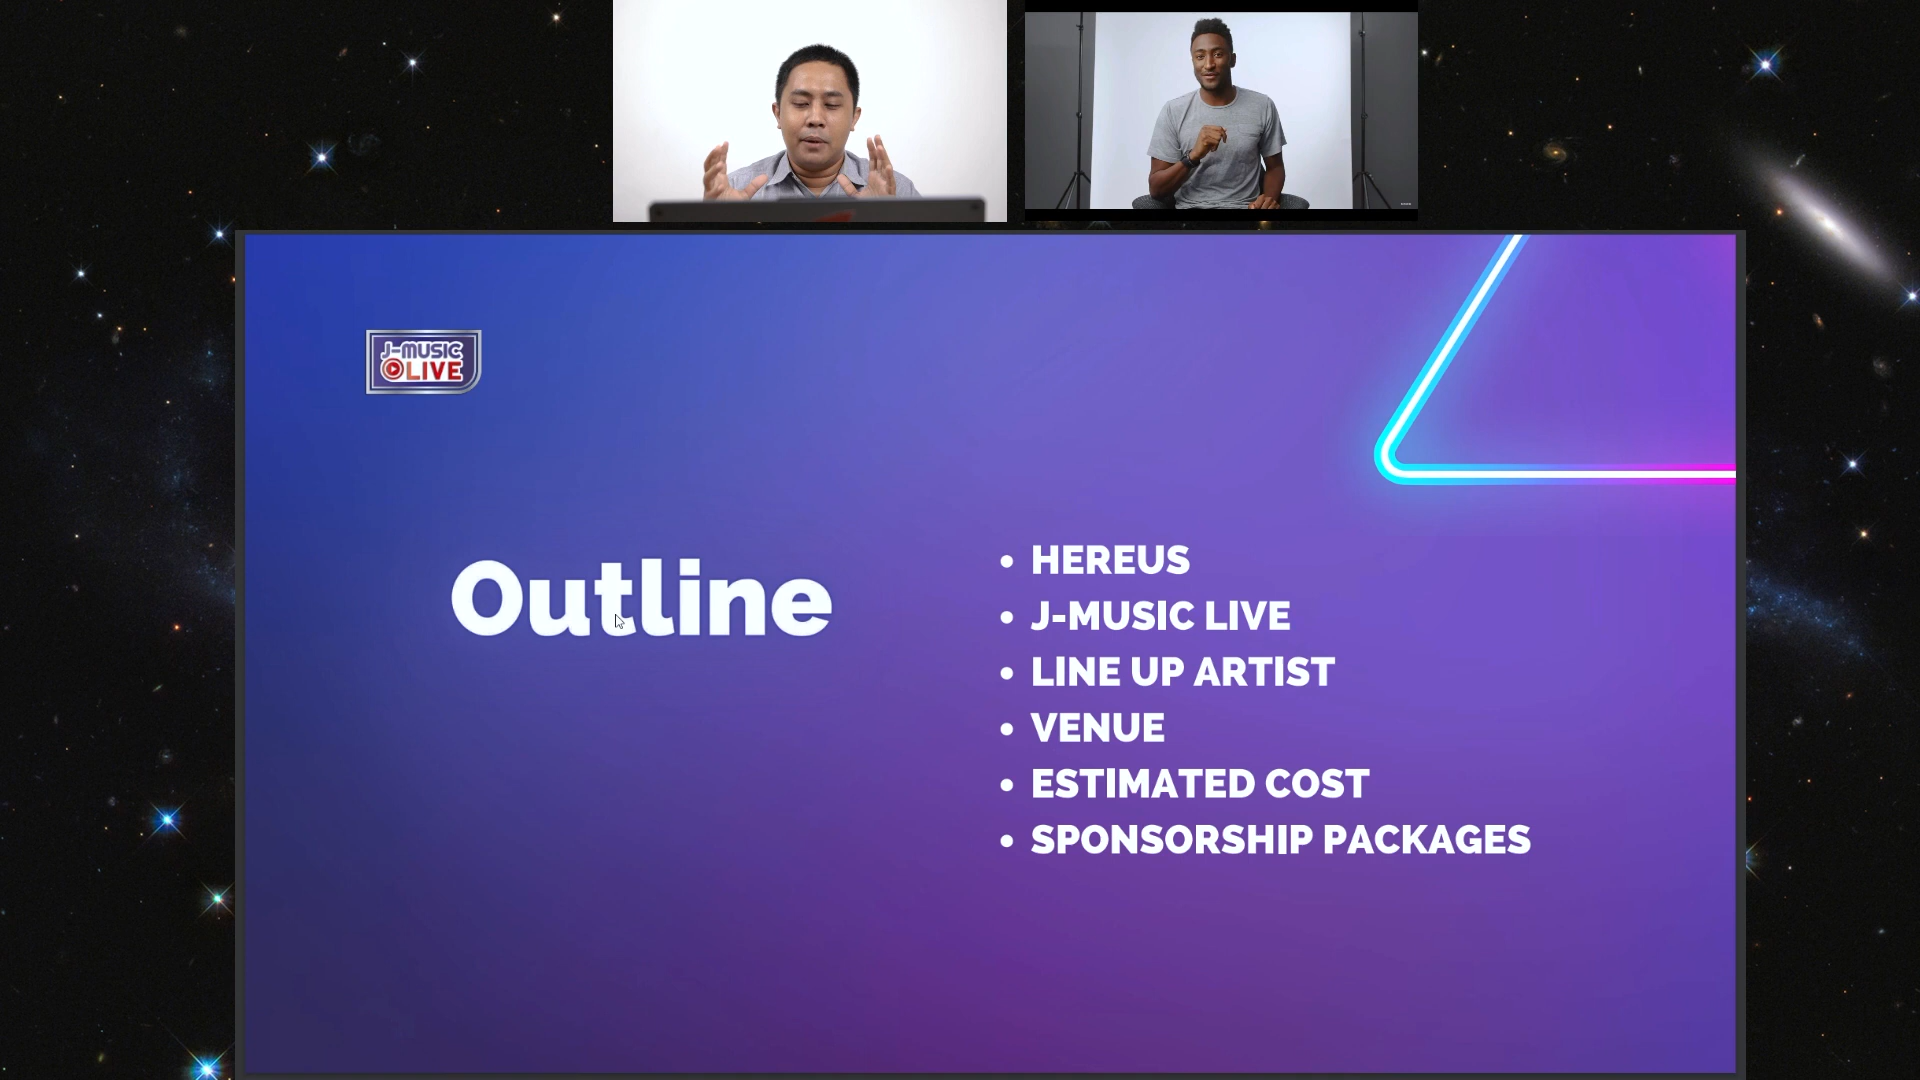 J-MUSIC
LIVE
Outline
• HEREUS
• J-MUSIC LIVE
• LINE UP ARTIST
• VENUE
• ESTIMATED COST
• SPONSORSHIP PACKAGES